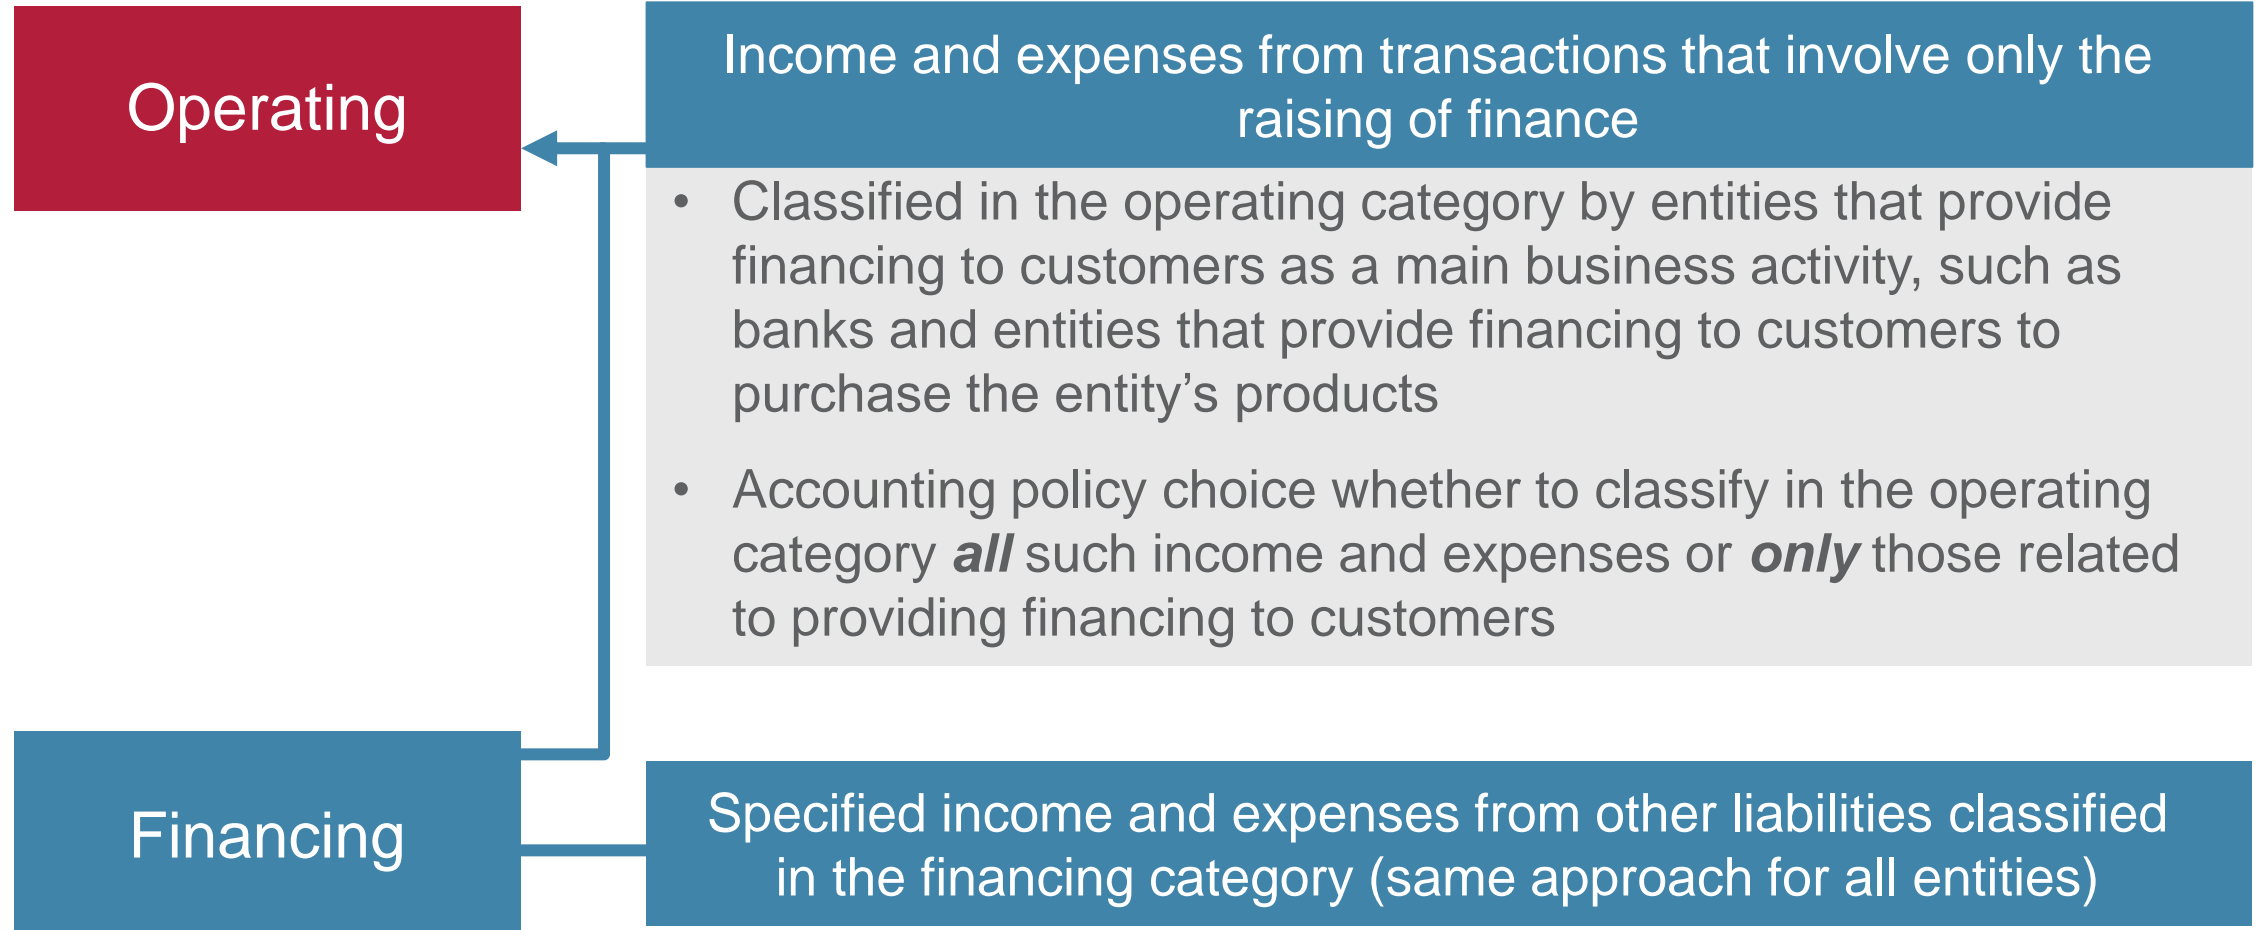 Operating
Income and expenses from transactions that involve only the
raising of finance
• Classified in the operating category by entities that provide
financing to customers as a main business activity, such as
banks and entities that provide financing to customers to
purchase the entity’s products
• Accounting policy choice whether to classify in the operating
category all such income and expenses or only those related
to providing financing to customers
Financing
Specified income and expenses from other liabilities classified
in the financing category (same approach for all entities)